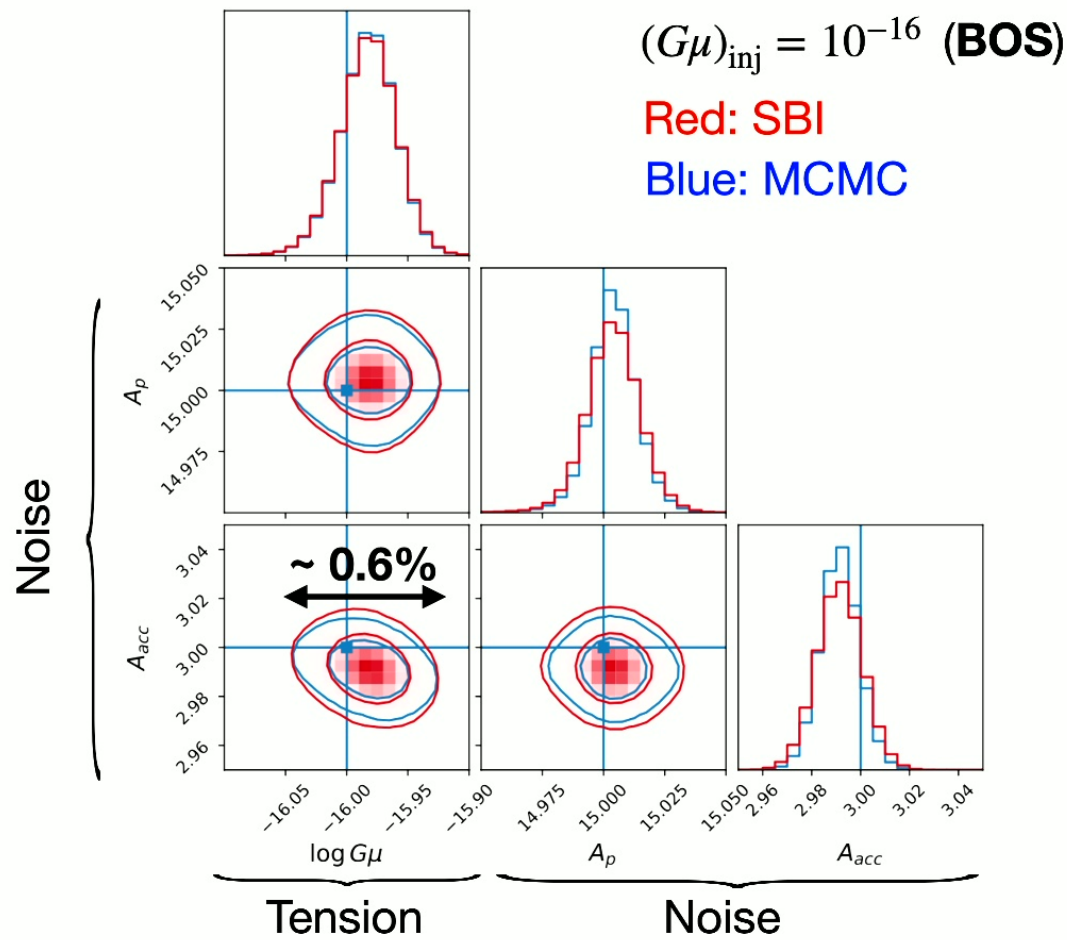 (Gμ)inj = 10⁻¹⁶ (BOS)
Red: SBI
Blue: MCMC
15.050
15.025
15.000
14.975
Ap
~ 0.6%
3.04
3.02
3.00
2.98
2.96
Aacc
Noise
−16.05
−16.00
−15.95
−15.90
14.975
15.000
15.025
15.050
2.96
2.98
3.00
3.02
3.04
log Gμ
Ap
Aacc
Tension
Noise